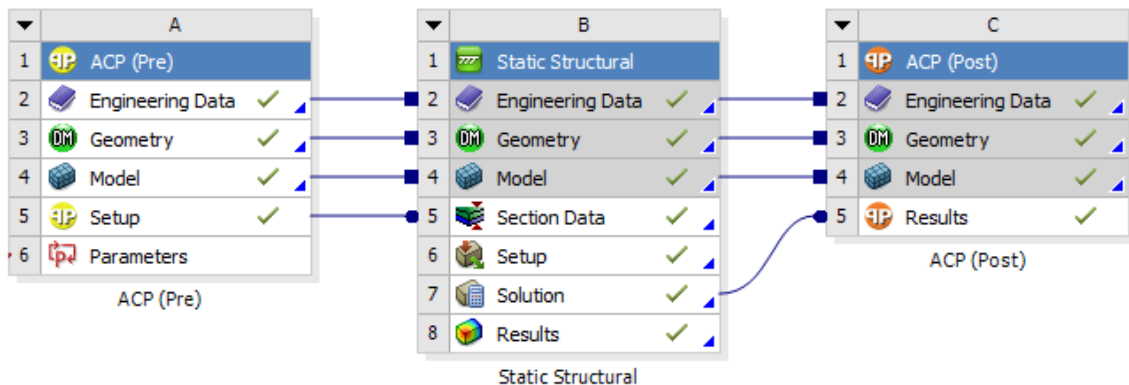 A
1 ACP (Pre)
2 Engineering Data
3 Geometry
4 Model
5 Setup
6 Parameters
ACP (Pre)
B
1 Static Structural
2 Engineering Data
3 Geometry
4 Model
5 Section Data
6 Setup
7 Solution
8 Results
Static Structural
C
1 ACP (Post)
2 Engineering Data
3 Geometry
4 Model
5 Results
ACP (Post)